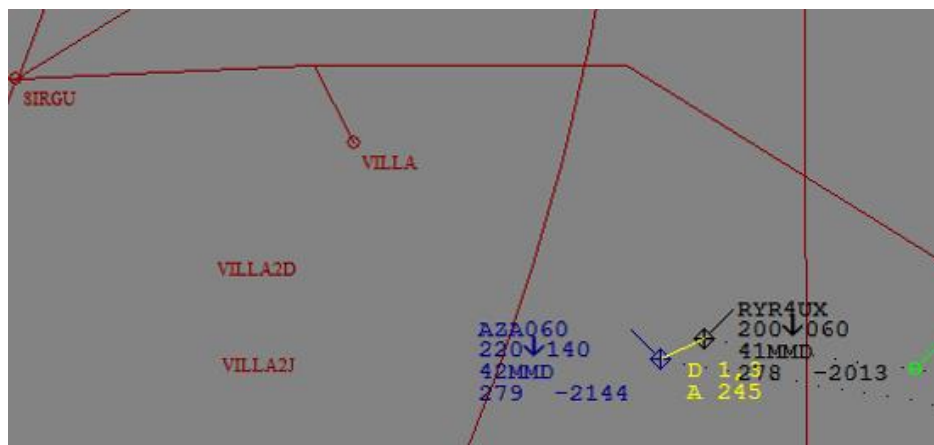 SIRGU
VILLA
VILLA2D
VILLA2J
AZA060
220↓140
42MMD
279 -2144
RYR4UX
200↓060
41MMD
278 -2013
D 1,3
A 245